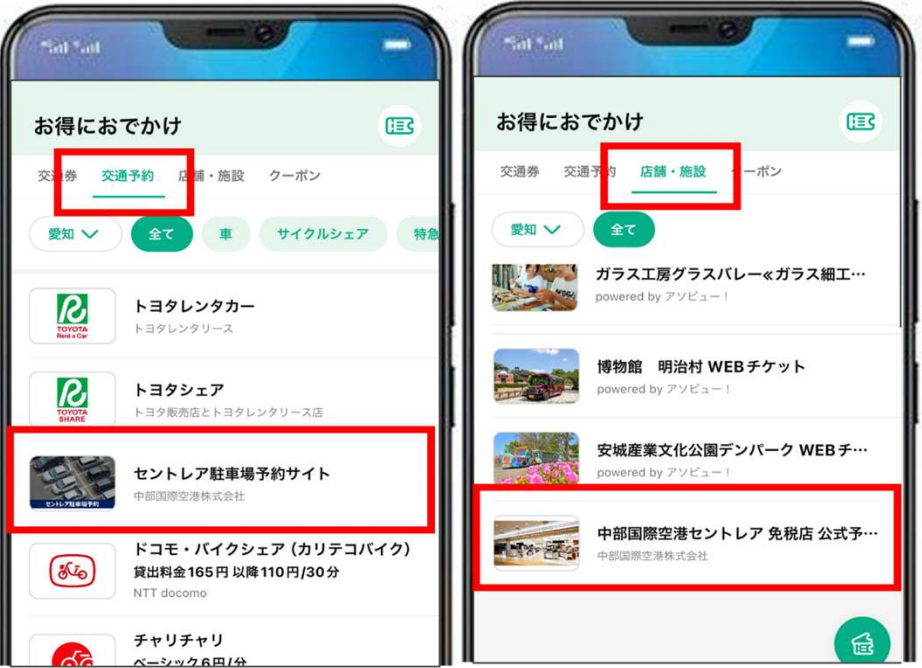 お得におでかけ
交通券 交通予約 店舗・施設 クーポン
愛知 全て 車 サイクルシェア 特急
TOYOTA
Rent a Car
トヨタレンタカー
トヨタレンタリース
TOYOTA
SHARE
トヨタシェア
トヨタ販売店とトヨタレンタリース店
セントレア駐車場予約
セントレア駐車場予約サイト
中部国際空港株式会社
ドコモ・バイクシェア(カリテコバイク)
貸出料金165円 以降110円/30分
NTT docomo
チャリチャリ
ベーシック6円/分
お得におでかけ
交通券 交通予約 店舗・施設 クーポン
愛知 全て
ガラス工房グラスバレー≪ガラス細工…
powered by アソビュー!
博物館 明治村 WEBチケット
powered by アソビュー!
安城産業文化公園デンパーク WEBチ…
powered by アソビュー!
中部国際空港セントレア 免税店 公式予…
中部国際空港株式会社